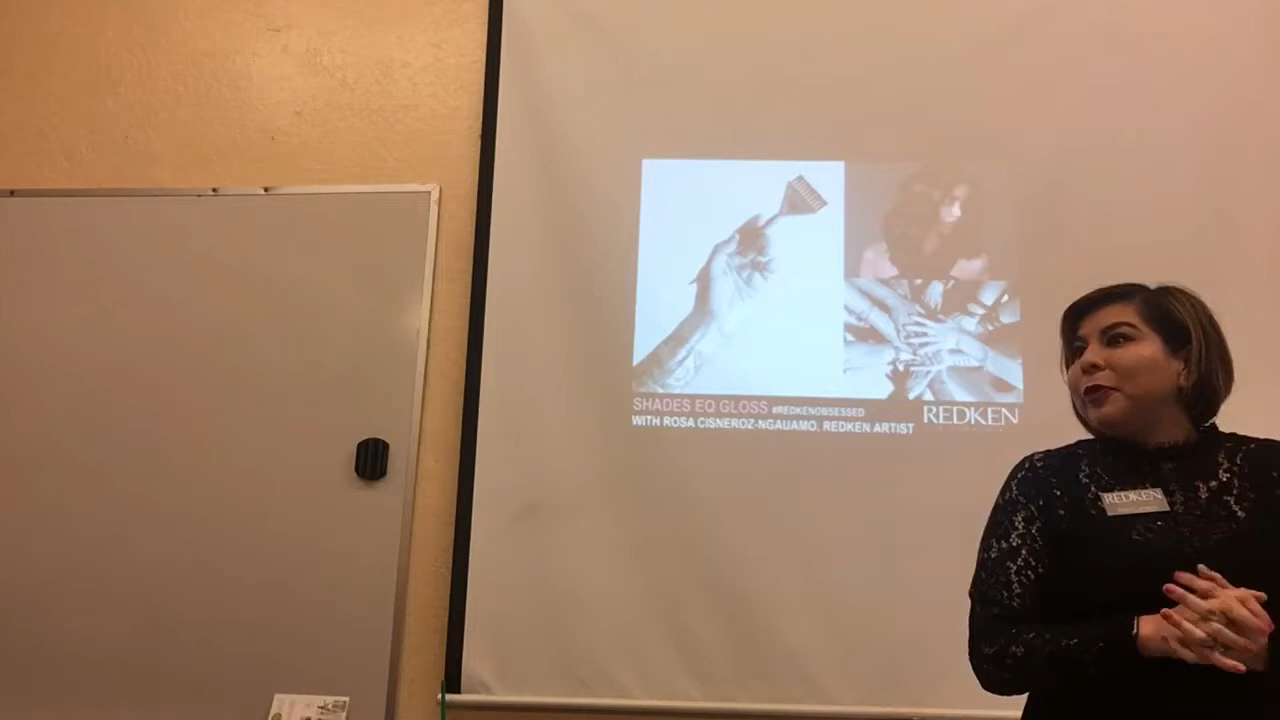 SHADES EQ GLOSS #REDKENOBSESSED
WITH ROSA CISNEROZ-NGAUAMO, REDKEN ARTIST
REDKEN
REDKEN